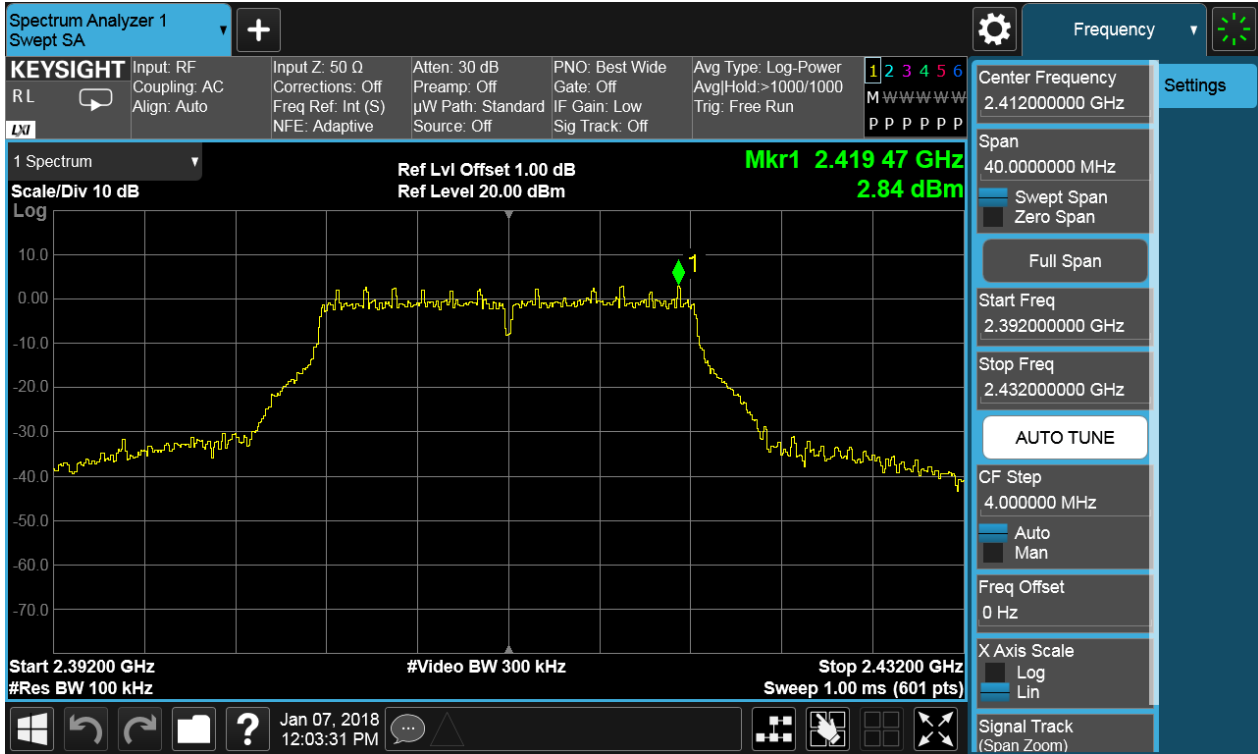 Spectrum Analyzer 1
Swept SA
+
Frequency
KEYSIGHT
R L
LXI
Input: RF
Coupling: AC
Align: Auto
Input Z: 50 Ω
Corrections: Off
Freq Ref: Int (S)
NFE: Adaptive
Atten: 30 dB
Preamp: Off
µW Path: Standard
Source: Off
PNO: Best Wide
Gate: Off
IF Gain: Low
Sig Track: Off
Avg Type: Log-Power
Avg|Hold:>1000/1000
Trig: Free Run
1 2 3 4 5 6
M W W W W W
P P P P P P
1 Spectrum
Scale/Div 10 dB
Log
Ref Lvl Offset 1.00 dB
Ref Level 20.00 dBm
Mkr1 2.419 47 GHz
2.84 dBm
10.0
0.00
-10.0
-20.0
-30.0
-40.0
-50.0
-60.0
-70.0
1
Start 2.39200 GHz
#Res BW 100 kHz
#Video BW 300 kHz
Stop 2.43200 GHz
Sweep 1.00 ms (601 pts)
?
Jan 07, 2018
12:03:31 PM
Center Frequency
2.412000000 GHz
Span
40.0000000 MHz
Swept Span
Zero Span
Full Span
Start Freq
2.392000000 GHz
Stop Freq
2.432000000 GHz
AUTO TUNE
CF Step
4.000000 MHz
Auto
Man
Freq Offset
0 Hz
X Axis Scale
Log
Lin
Signal Track
(Span Zoom)
Settings